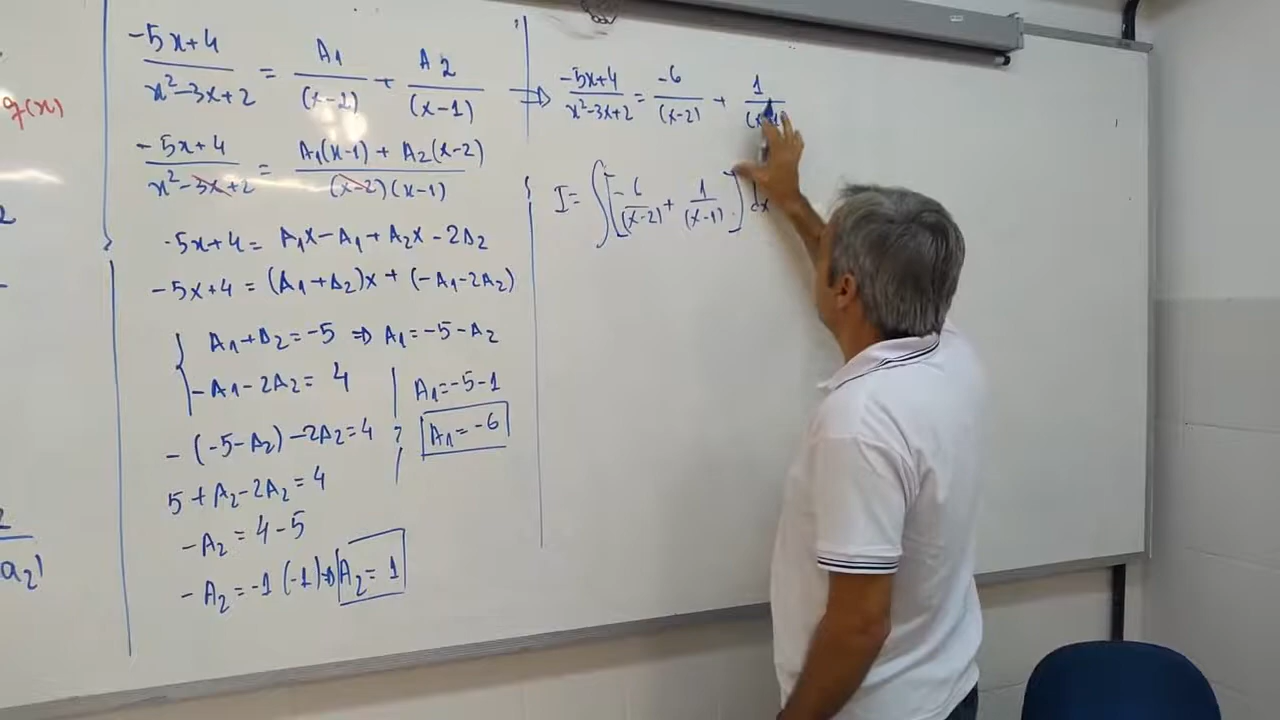 g(x)
2
2
a₂)
-5x+4 / x²-3x+2 = A₁ / (x-2) + A₂ / (x-1)
-5x+4 / x²-3x+2 = A₁(x-1) + A₂(x-2) / (x-2)(x-1)
-5x+4 = A₁x-A₁+A₂x-2A₂
-5x+4 = (A₁+A₂)x + (-A₁-2A₂)
A₁+A₂=-5 ⇒ A₁=-5-A₂
-A₁-2A₂= 4
A₁=-5-1
-(-5-A₂)-2A₂=4
A₁=-6
5+A₂-2A₂=4
-A₂=4-5
-A₂=-1 (-1) ⇒ A₂=1
⇒ -5x+4 / x²-3x+2 = -6 / (x-2) + 1 / (x-1)
I= ∫[-6 / (x-2) + 1 / (x-1)] dx